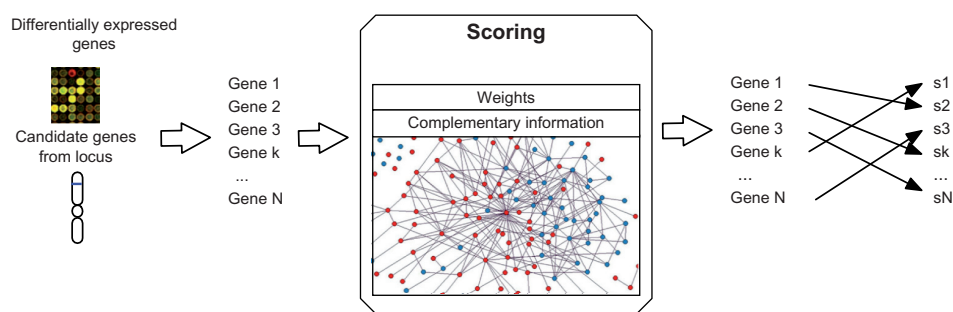 Differentially expressed
genes
Candidate genes
from locus
Gene 1
Gene 2
Gene 3
Gene k
...
Gene N
Scoring
Weights
Complementary information
Gene 1
Gene 2
Gene 3
Gene k
...
Gene N
s1
s2
s3
sk
...
sN